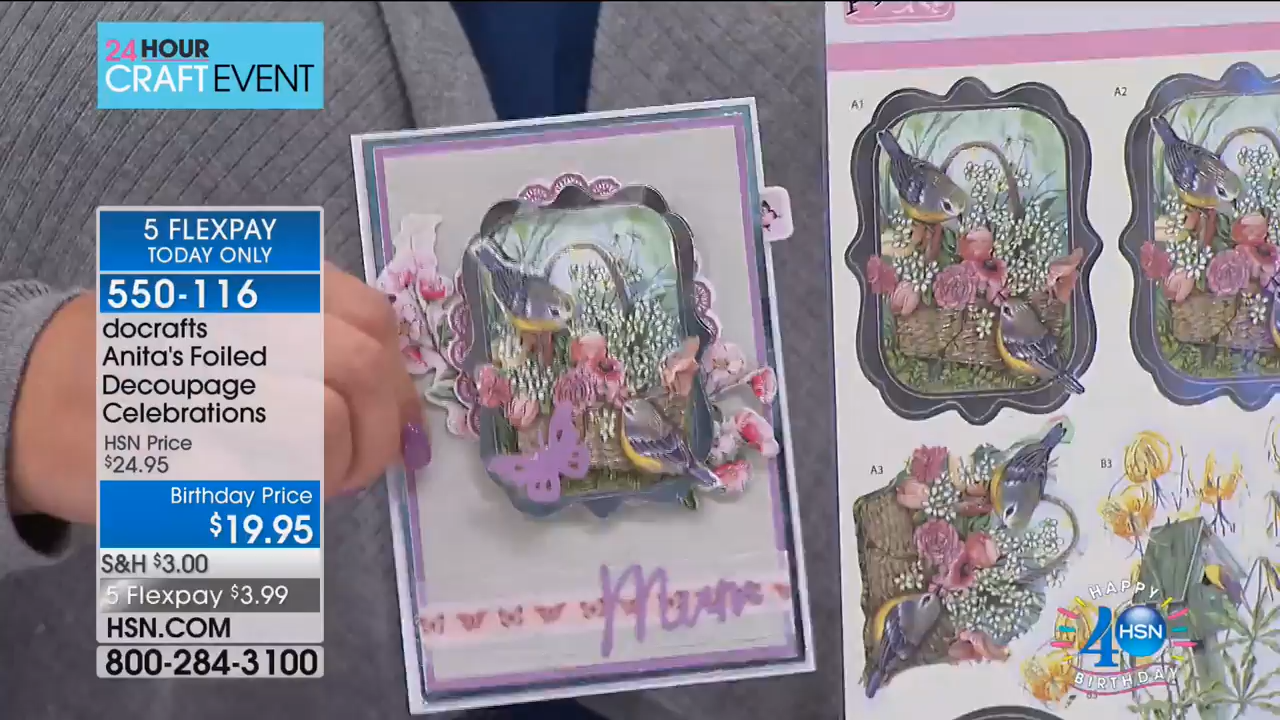 24 HOUR
CRAFT EVENT
5 FLEXPAY
TODAY ONLY
550-116
docrafts
Anita's Foiled
Decoupage
Celebrations
HSN Price
$24.95
Birthday Price
$19.95
S&H $3.00
5 Flexpay $3.99
HSN.COM
800-284-3100
Mum
A1
A2
A3
B3
HAPPY
40 HSN
BIRTHDAY